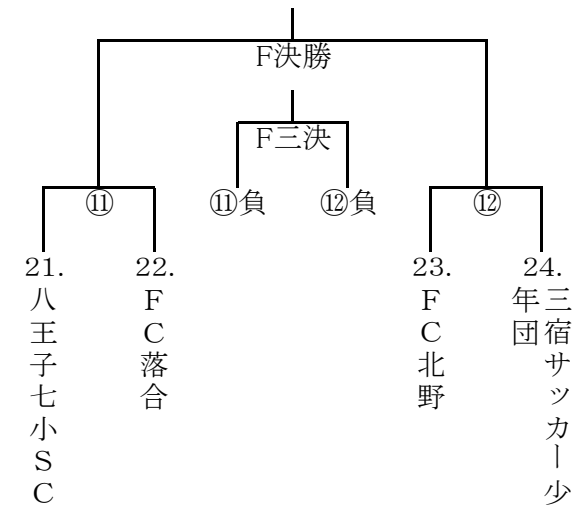 F決勝
F三決
⑪
⑪負
⑫負
⑫
21.
八王子七小SC
22.
FC落合
23.
FC北野
24.
三宿サッカー少
年団